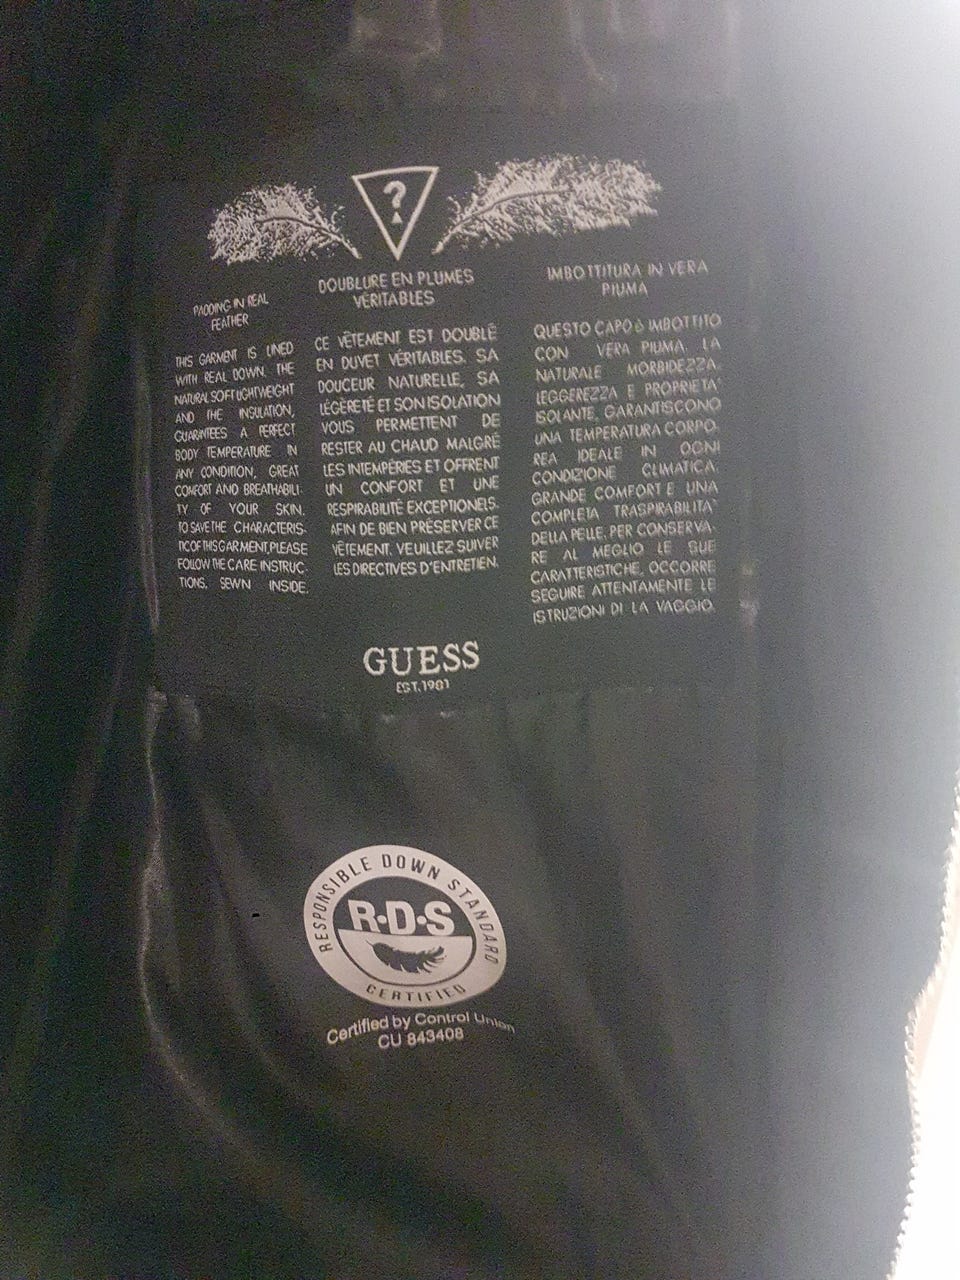 ?
PADDING IN REAL
FEATHER
THIS GARMENT IS LINED
WITH REAL DOWN. THE
NATURAL SOFT LIGHTWEIGHT
AND THE INSULATION,
GUARNTEES A PERFECT
BODY TEMPERATURE IN
ANY CONDITION, GREAT
COMFORT AND BREATHABILI-
TY OF YOUR SKIN.
TO SAVE THE CHARACTERIS-
TIC OF THIS GARMENT, PLEASE
FOLLOW THE CARE INSTRUC-
TIONS. SEWN INSIDE.
DOUBLURE EN PLUMES
VÉRITABLES
CE VÊTEMENT EST DOUBLÉ
EN DUVET VÉRITABLES. SA
DOUCEUR NATURELLE, SA
LÉGÈRETÉ ET SON ISOLATION
VOUS PERMETTENT DE
RESTER AU CHAUD MALGRÉ
LES INTEMPÉRIES ET OFFRENT
UN CONFORT ET UNE
RESPIRABILITÉ EXCEPTIONELS.
AFIN DE BIEN PRÉSERVER CE
VÊTEMENT, VEUILLEZ SUIVER
LES DIRECTIVES D'ENTRETIEN.
IMBOTTITURA IN VERA
PIUMA
QUESTO CAPO È IMBOTTITO
CON VERA PIUMA. LA
NATURALE MORBIDEZZA,
LEGGEREZZA E PROPRIETA'
ISOLANTE, GARANTISCONO
UNA TEMPERATURA CORPO-
REA IDEALE IN OGNI
CONDIZIONE CLIMATICA,
GRANDE COMFORT E UNA
COMPLETA TRASPIRABILITA'
DELLA PELLE. PER CONSERVA-
RE AL MEGLIO LE SUE
CARATTERISTICHE, OCCORRE
SEGUIRE ATTENTAMENTE LE
ISTRUZIONI DI LA VAGGIO.
GUESS
EST.1981
RESPONSIBLE DOWN STANDARD
R·D·S
CERTIFIED
Certified by Control Union
CU 843408